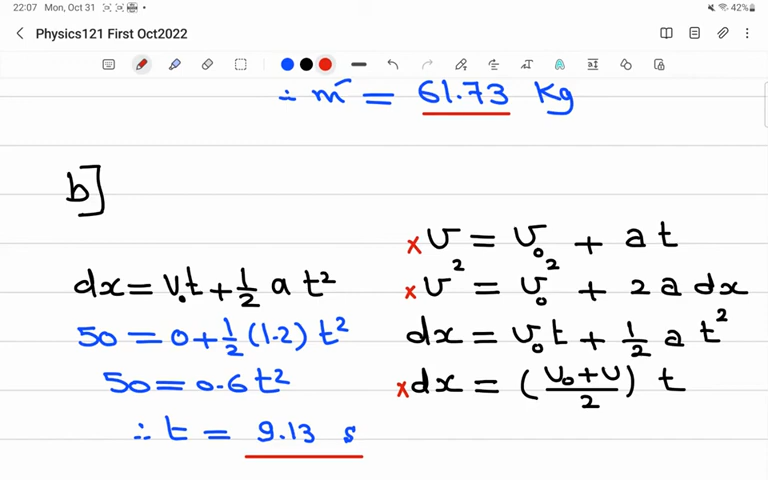 22:07 Mon, Oct 31 42%
Physics121 First Oct2022
∴ m = 61.73 Kg
b]
dx = V₀t + 1/2 a t²
50 = 0 + 1/2 (1.2) t²
50 = 0.6 t²
∴ t = 9.13 s
x v = v₀ + a t
x v² = v₀² + 2 a dx
dx = v₀ t + 1/2 a t²
x dx = (v₀ + v / 2) t